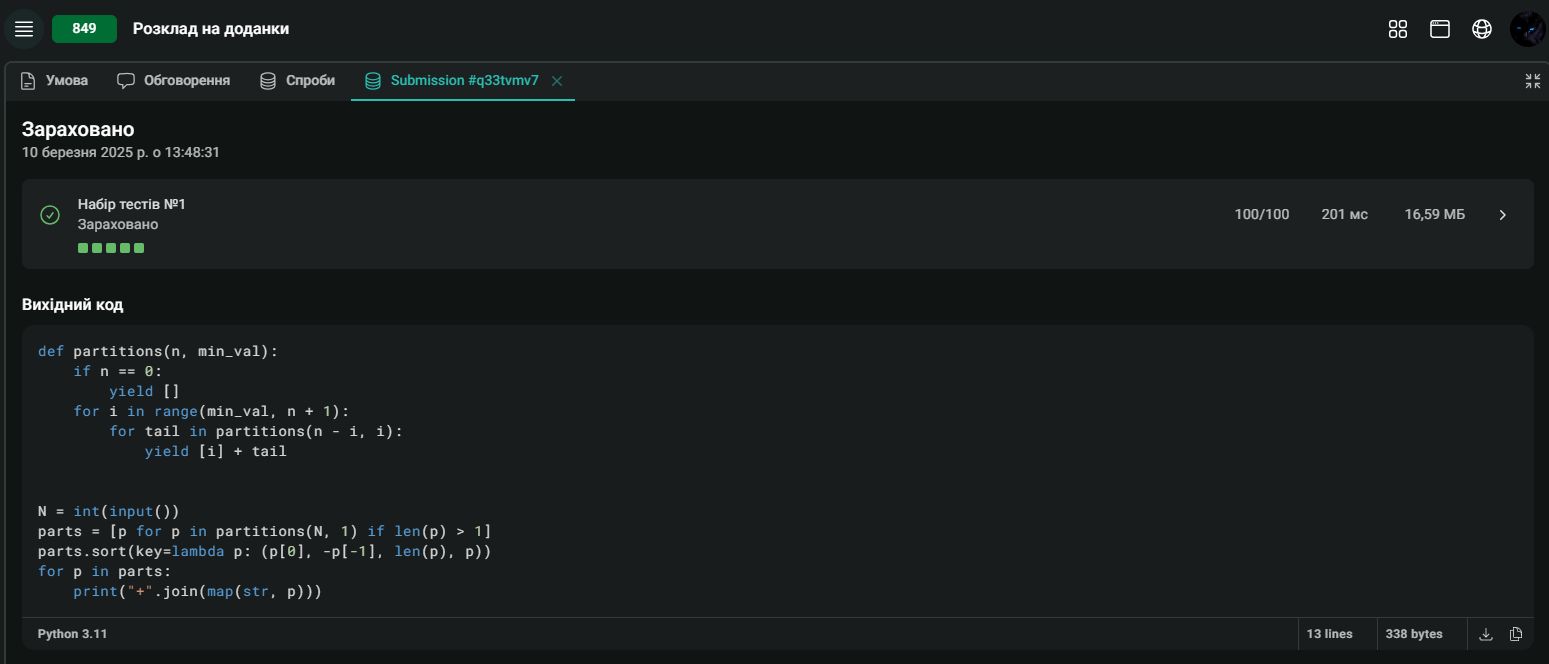 849 Розклад на доданки
Умова Обговорення Спроби Submission #q33tvmv7
Зараховано
10 березня 2025 р. о 13:48:31
Набір тестів №1
Зараховано
100/100 201 мс 16,59 МБ
Вихідний код
def partitions(n, min_val):
    if n == 0:
        yield []
    for i in range(min_val, n + 1):
        for tail in partitions(n - i, i):
            yield [i] + tail
N = int(input())
parts = [p for p in partitions(N, 1) if len(p) > 1]
parts.sort(key=lambda p: (p[0], -p[-1], len(p), p))
for p in parts:
    print("+".join(map(str, p)))
Python 3.11 13 lines 338 bytes